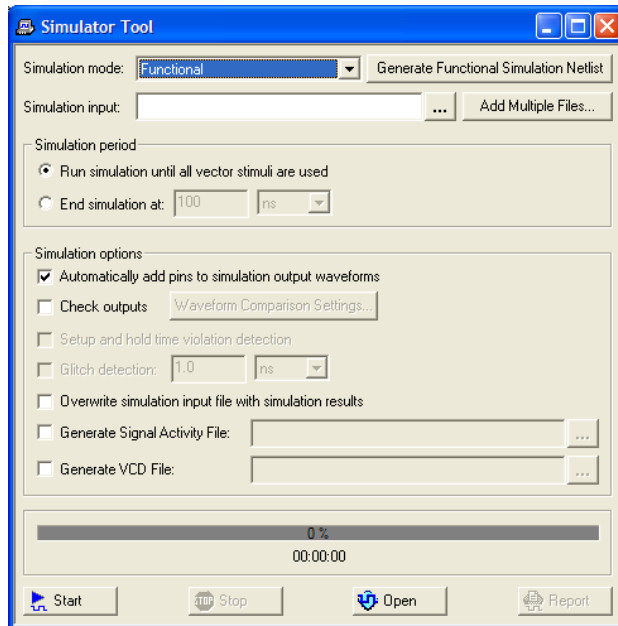 Simulator Tool
Simulation mode: Functional Generate Functional Simulation Netlist
Simulation input: ... Add Multiple Files...
Simulation period
Run simulation until all vector stimuli are used
End simulation at: 100 ns
Simulation options
Automatically add pins to simulation output waveforms
Check outputs Waveform Comparison Settings...
Setup and hold time violation detection
Glitch detection: 1.0 ns
Overwrite simulation input file with simulation results
Generate Signal Activity File: ...
Generate VCD File: ...
0 %
00:00:00
Start STOP Stop Open Report